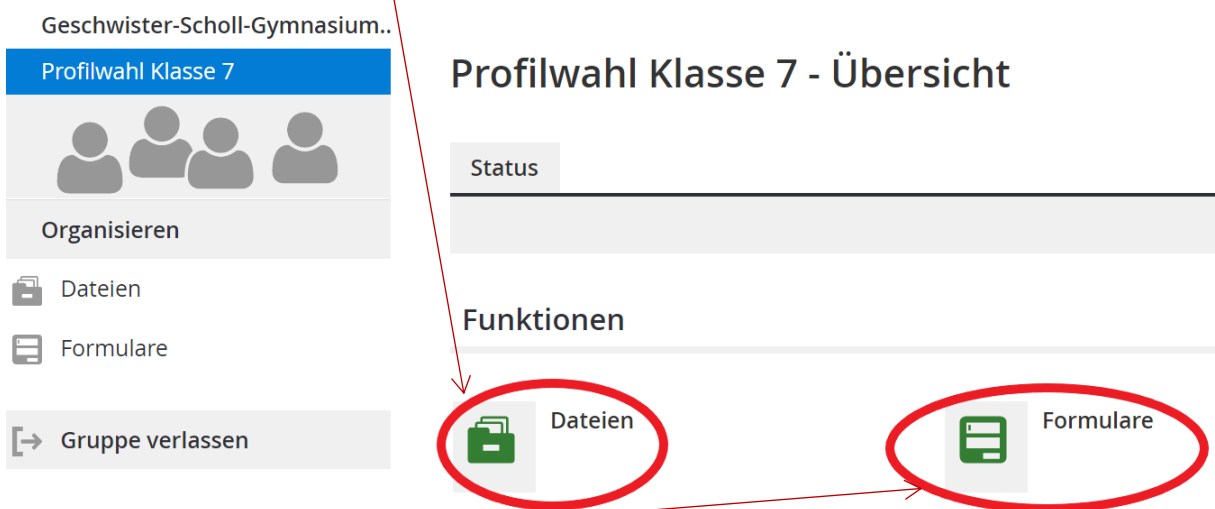 Geschwister-Scholl-Gymnasium..
Profilwahl Klasse 7
Organisieren
Dateien
Formulare
Gruppe verlassen
Profilwahl Klasse 7 - Übersicht
Status
Funktionen
Dateien
Formulare